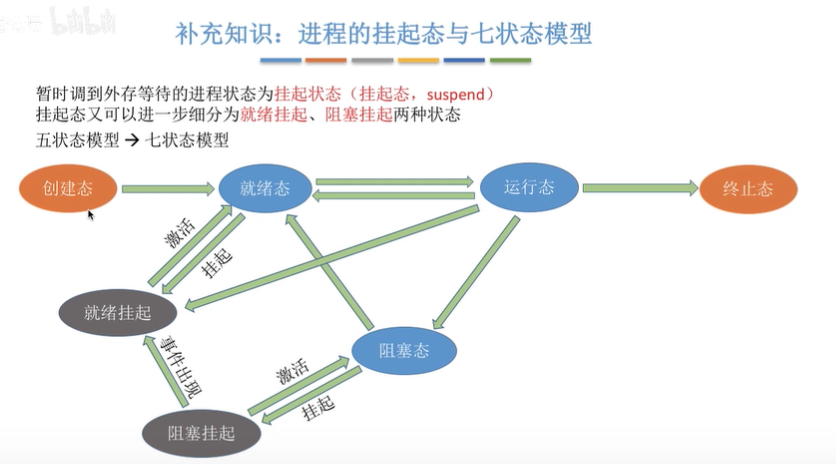 bilibili
补充知识：进程的挂起态与七状态模型
暂时调到外存等待的进程状态为挂起状态（挂起态，suspend）
挂起态又可以进一步细分为就绪挂起、阻塞挂起两种状态
五状态模型→七状态模型
创建态
就绪态
运行态
终止态
激活
挂起
就绪挂起
事件出现
阻塞态
激活
挂起
阻塞挂起